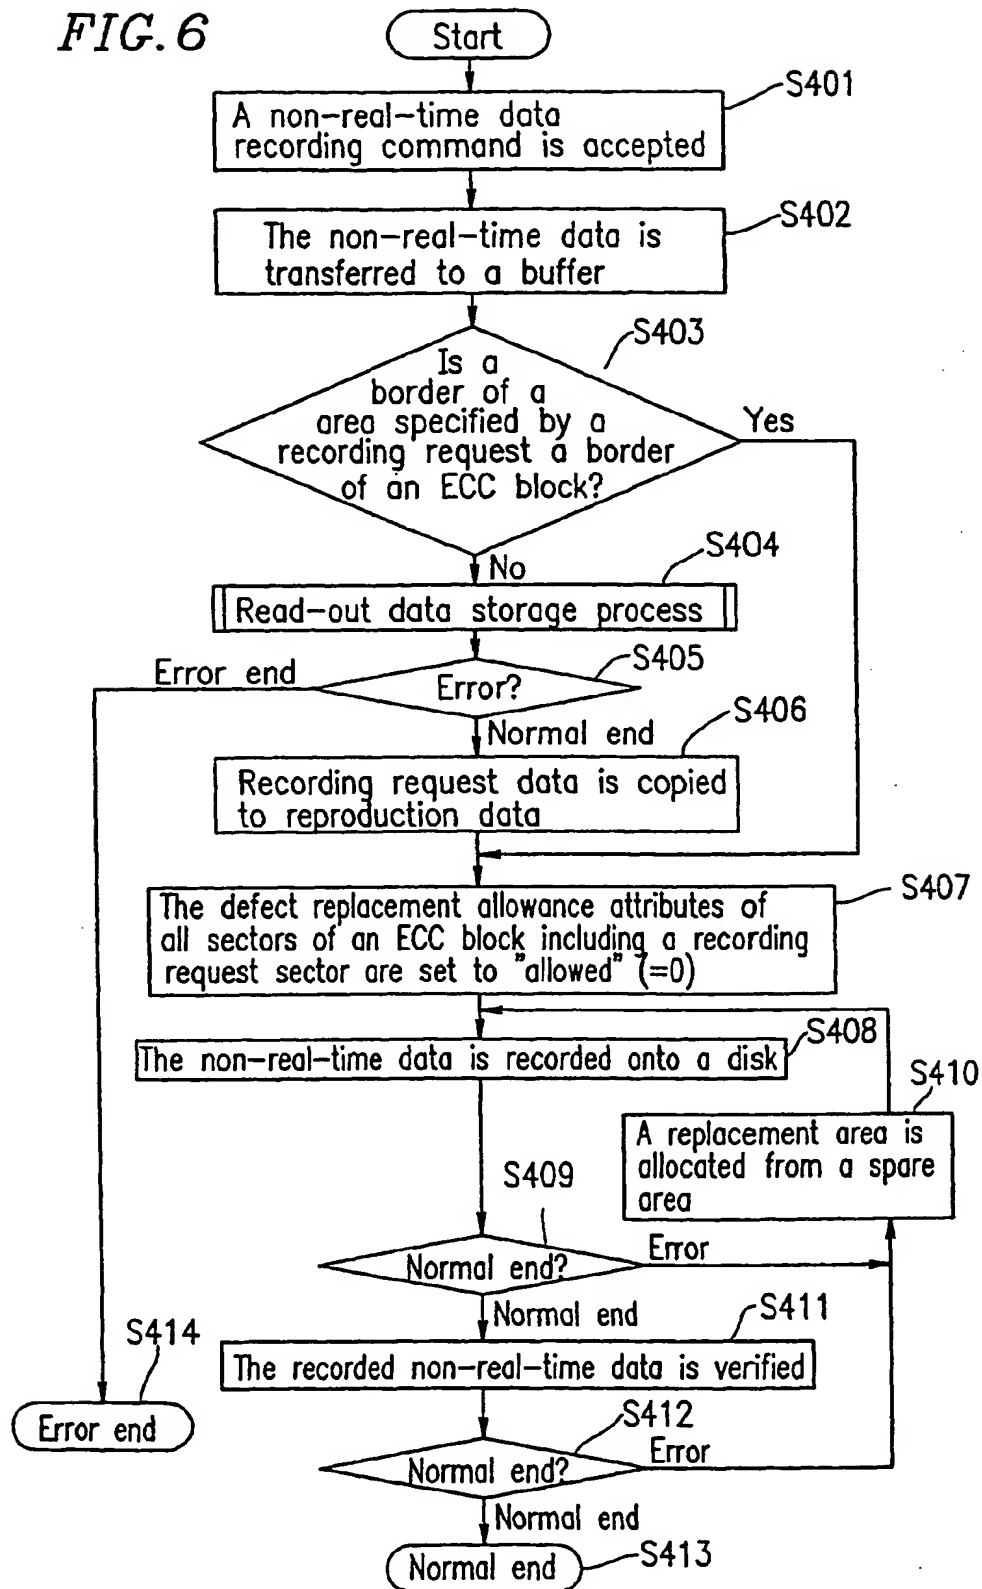 FIG. 6
Start
S401
A non-real-time data
recording command is accepted
S402
The non-real-time data is
transferred to a buffer
S403
Is a
border of a
area specified by a
recording request a border
of an ECC block?
Yes
No
S404
Read-out data storage process
S405
Error?
Error end
Normal end
S406
Recording request data is copied
to reproduction data
S407
The defect replacement allowance attributes of
all sectors of an ECC block including a recording
request sector are set to "allowed" (=0)
S408
The non-real-time data is recorded onto a disk
S410
A replacement area is
allocated from a spare
area
S409
Normal end?
Error
Normal end
S411
The recorded non-real-time data is verified
S414
Error end
S412
Normal end?
Error
Normal end
Normal end
S413